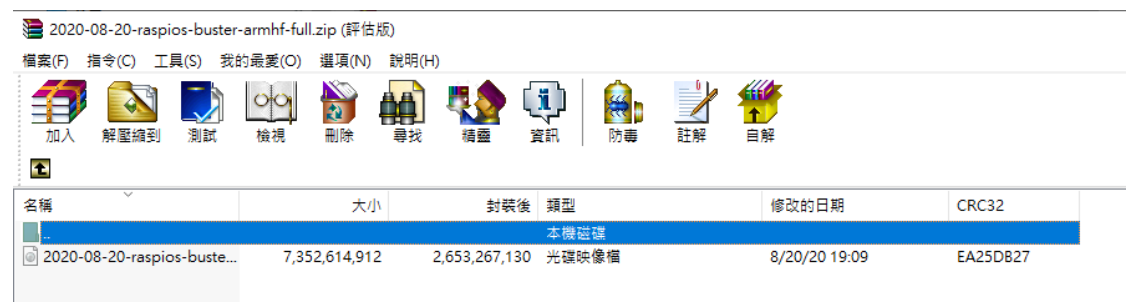 2020-08-20-raspios-buster-armhf-full.zip (評估版)
檔案(F) 指令(C) 工具(S) 我的最愛(O) 選項(N) 說明(H)
加入 解壓縮到 測試 檢視 刪除 尋找 精靈 資訊 防毒 註解 自解
名稱 大小 封裝後 類型 修改的日期 CRC32
.. 本機磁碟
2020-08-20-raspios-buste... 7,352,614,912 2,653,267,130 光碟映像檔 8/20/20 19:09 EA25DB27